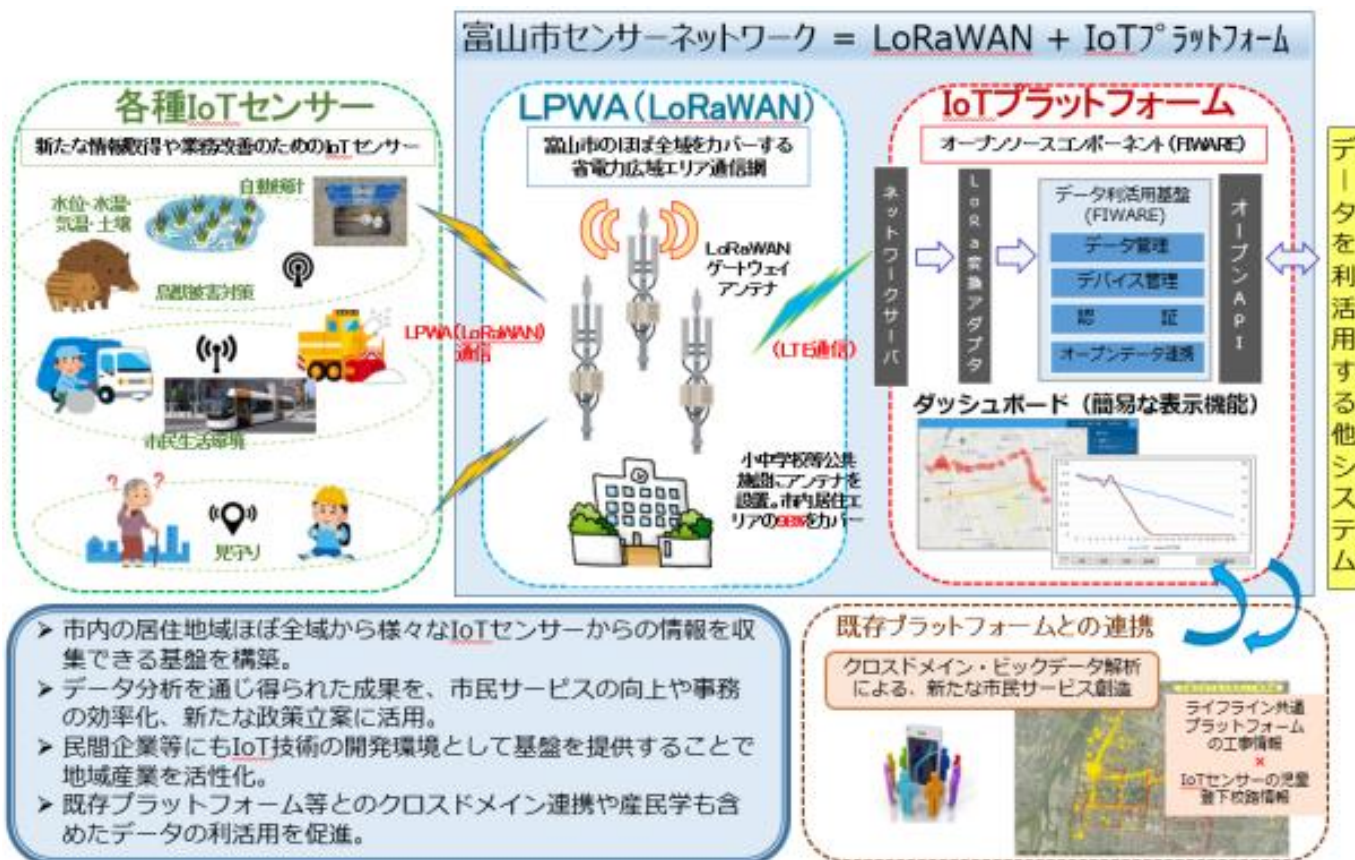 富山市センサーネットワーク = LoRaWAN + IoTプラットフォーム
各種IoTセンサー
新たな情報取得や業務改善のためのIoTセンサー
水位・水温・
気温・土壌
自動検針
鳥獣被害対策
市民生活環境
見守り
LPWA(LoRaWAN)
通信
LPWA(LoRaWAN)
富山市のほぼ全域をカバーする
省電力広域エリア通信網
LoRaWAN
ゲートウェイ
アンテナ
(LTE通信)
小中学校等公共
施設にアンテナを
設置。市内居住エ
リアの98%をカバー
IoTプラットフォーム
オープンソースコンポーネント(FIWARE)
ネットワークサーバ
LoRa変換アダプタ
データ利活用基盤
(FIWARE)
データ管理
デバイス管理
認 証
オープンデータ連携
オープンAPI
ダッシュボード（簡易な表示機能）
データを利活用する他システム
➢ 市内の居住地域ほぼ全域から様々なIoTセンサーからの情報を収
集できる基盤を構築。
➢ データ分析を通じ得られた成果を、市民サービスの向上や事務
の効率化、新たな政策立案に活用。
➢ 民間企業等にもIoT技術の開発環境として基盤を提供することで
地域産業を活性化。
➢ 既存プラットフォーム等とのクロスドメイン連携や産民学も含
めたデータの利活用を促進。
既存プラットフォームとの連携
クロスドメイン・ビックデータ解析
による、新たな市民サービス創造
ライフライン共通
プラットフォーム
の工事情報
×
IoTセンサーの児童
登下校路情報